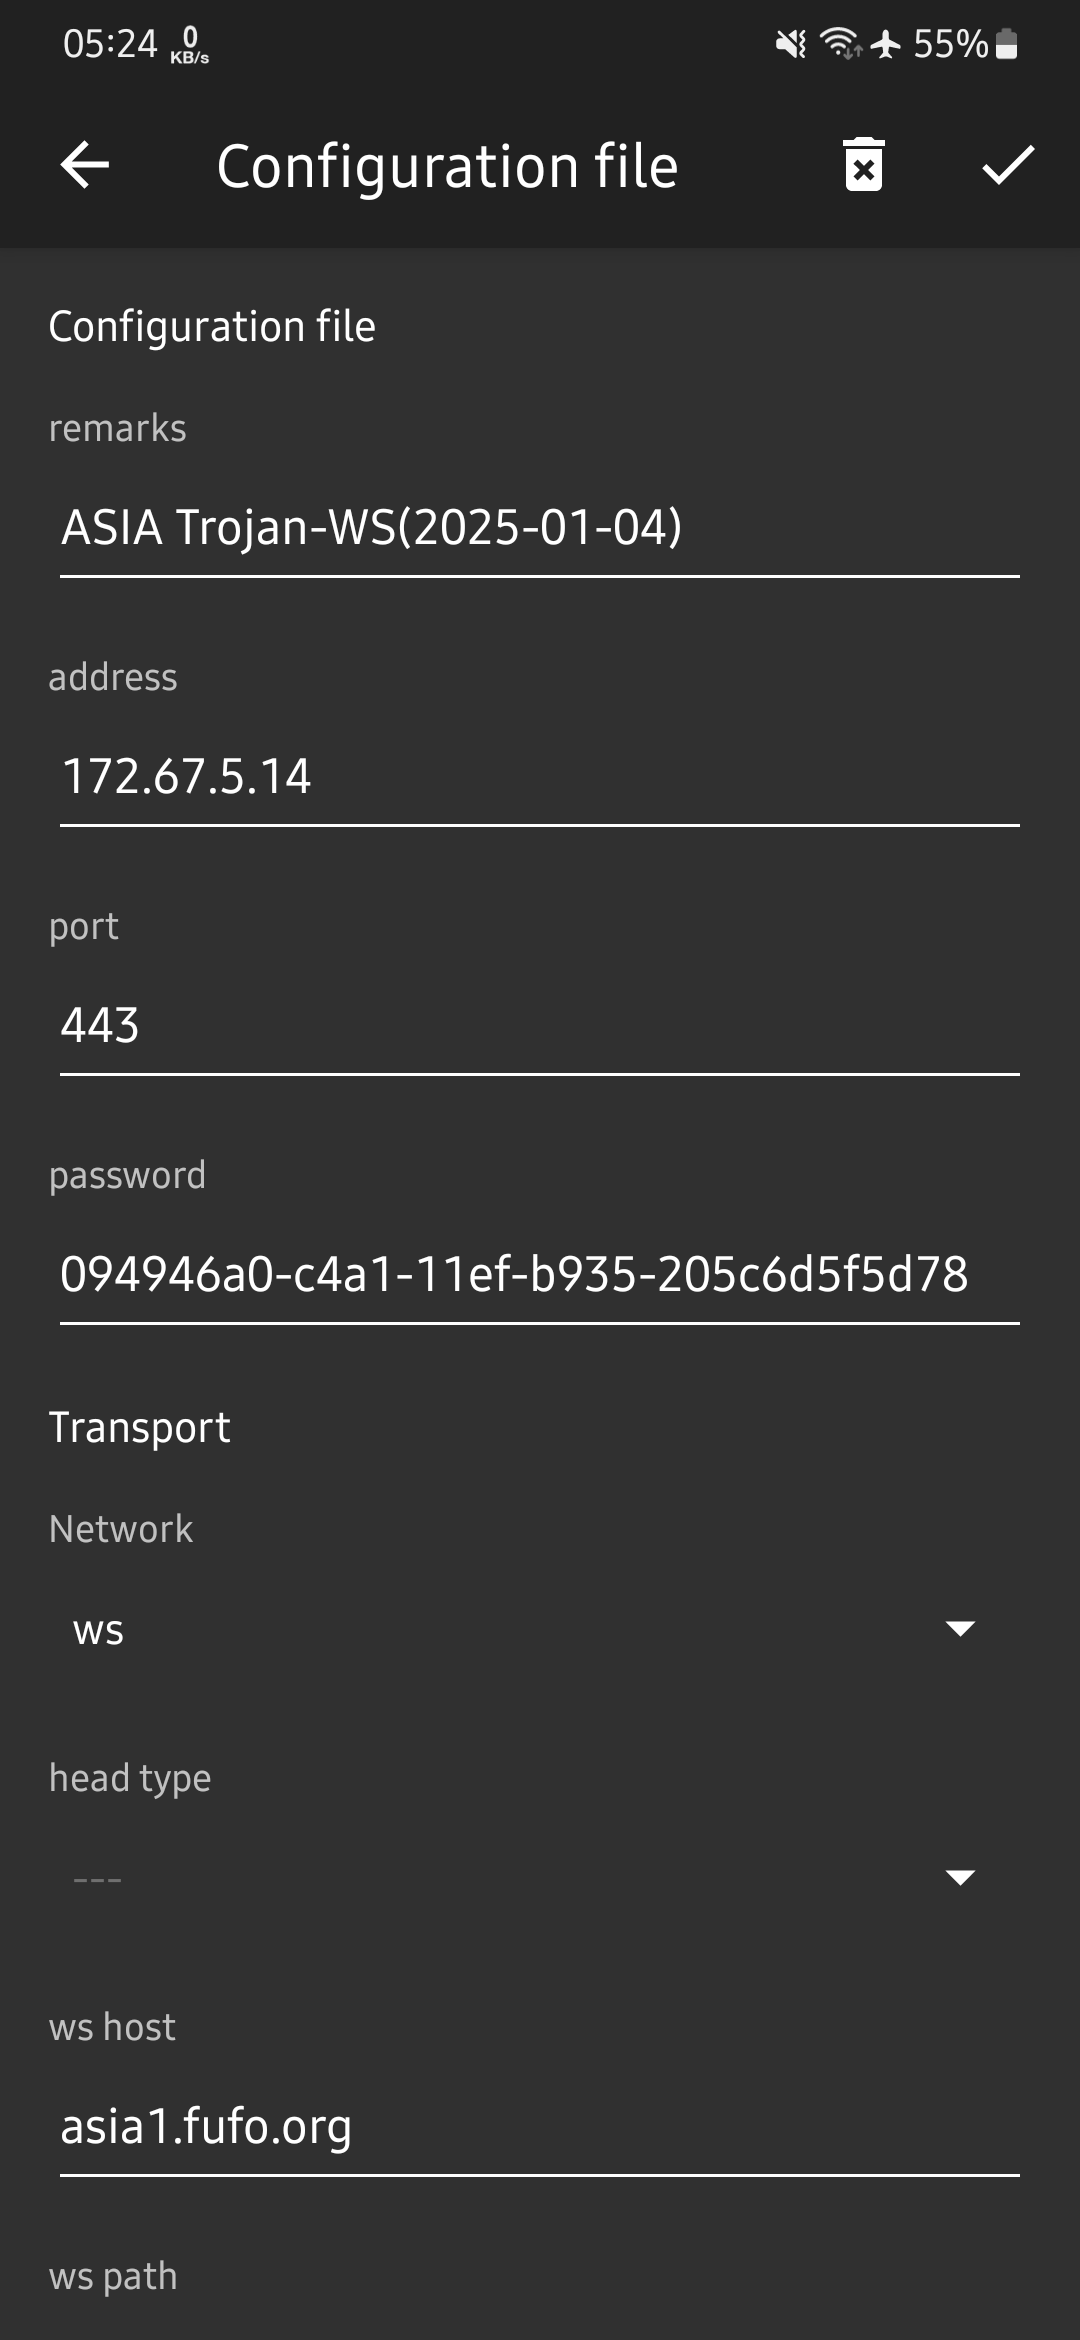 05:24 0 KB/s 55%
Configuration file
Configuration file
remarks
ASIA Trojan-WS(2025-01-04)
address
172.67.5.14
port
443
password
094946a0-c4a1-11ef-b935-205c6d5f5d78
Transport
Network
ws
head type
---
ws host
asia1.fufo.org
ws path